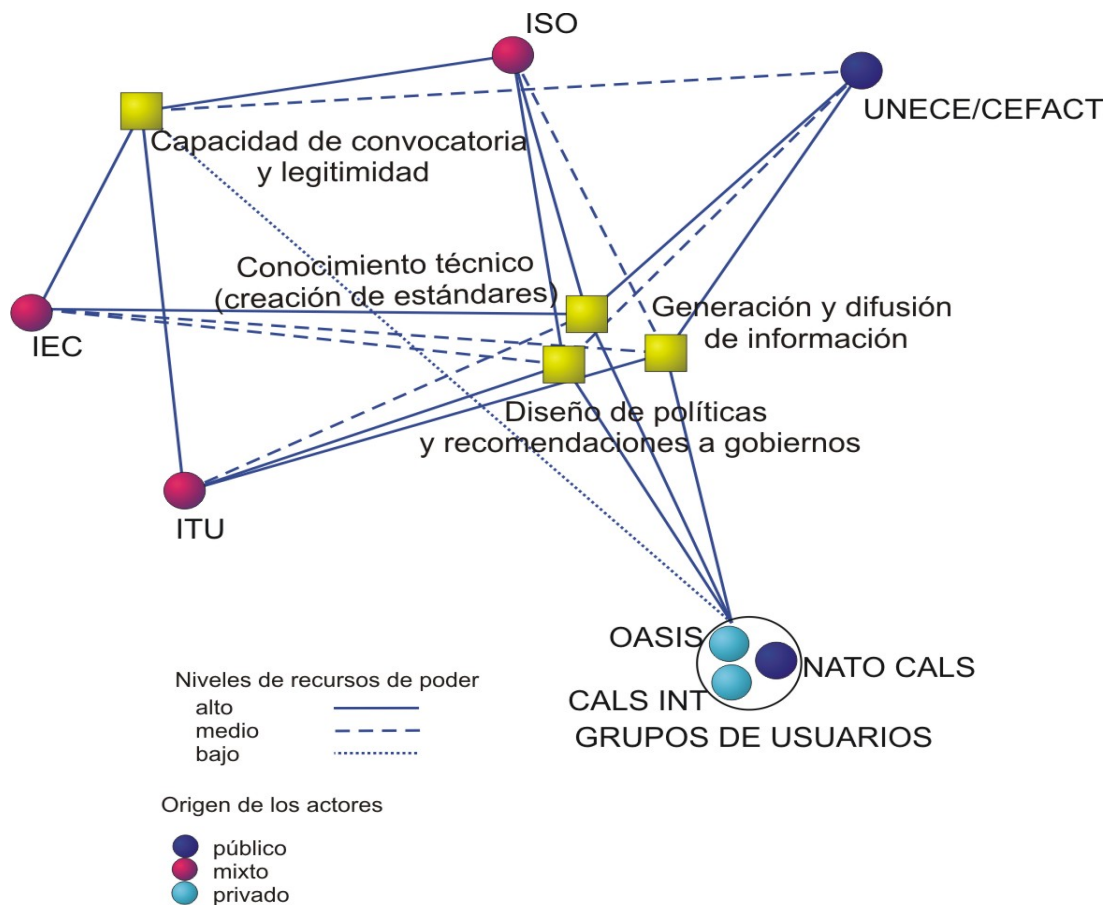 ISO
UNECE/CEFACT
Capacidad de convocatoria
y legitimidad
Conocimiento técnico
(creación de estándares)
Generación y difusión
de información
IEC
Diseño de políticas
y recomendaciones a gobiernos
ITU
OASIS
NATO CALS
CALS INT
GRUPOS DE USUARIOS
Niveles de recursos de poder
alto
medio
bajo
Origen de los actores
público
mixto
privado